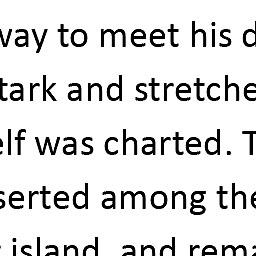 way to meet his d
tark and stretche
elf was charted. T
serted among the
island, and rema